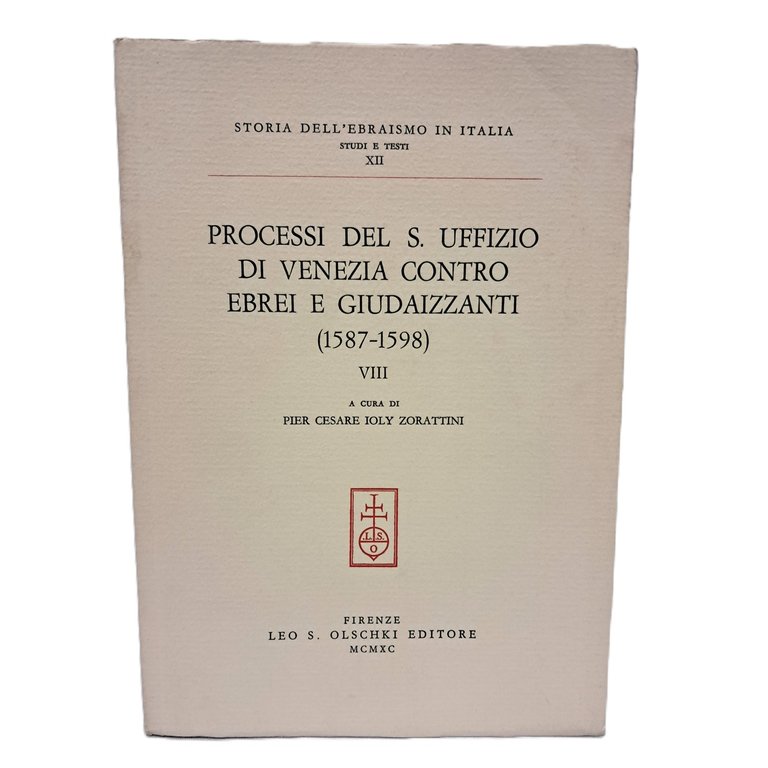 STORIA DELL'EBRAISMO IN ITALIA
STUDI E TESTI
XII
PROCESSI DEL S. UFFIZIO
DI VENEZIA CONTRO
EBREI E GIUDAIZZANTI
(1587-1598)
VIII
A CURA DI
PIER CESARE IOLY ZORATTINI
L. S.
O
FIRENZE
LEO S. OLSCHKI EDITORE
MCMXC